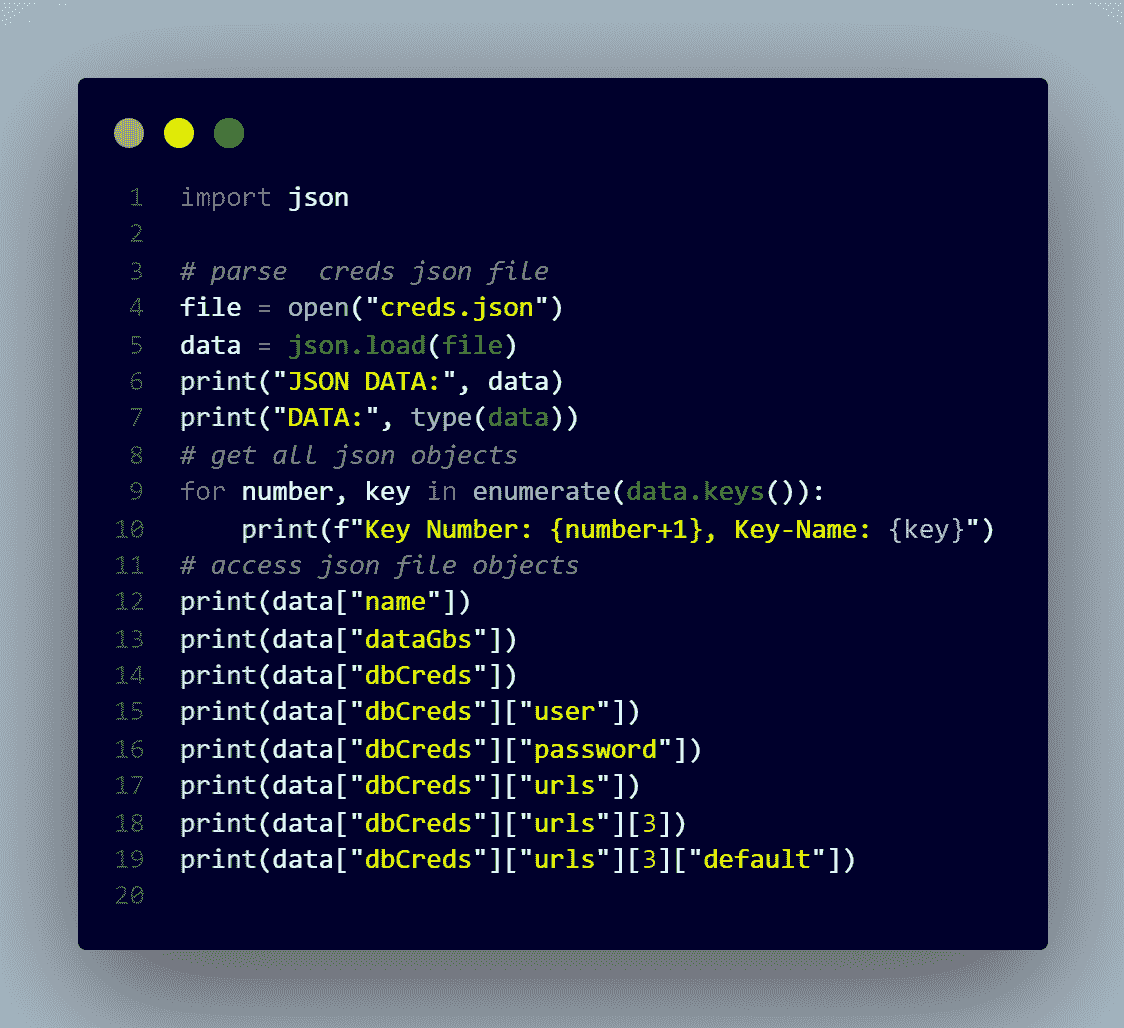 1 import json
2
3 # parse  creds json file
4 file = open("creds.json")
5 data = json.load(file)
6 print("JSON DATA:", data)
7 print("DATA:", type(data))
8 # get all json objects
9 for number, key in enumerate(data.keys()):
10     print(f"Key Number: {number+1}, Key-Name: {key}")
11 # access json file objects
12 print(data["name"])
13 print(data["dataGbs"])
14 print(data["dbCreds"])
15 print(data["dbCreds"]["user"])
16 print(data["dbCreds"]["password"])
17 print(data["dbCreds"]["urls"])
18 print(data["dbCreds"]["urls"][3])
19 print(data["dbCreds"]["urls"][3]["default"])
20